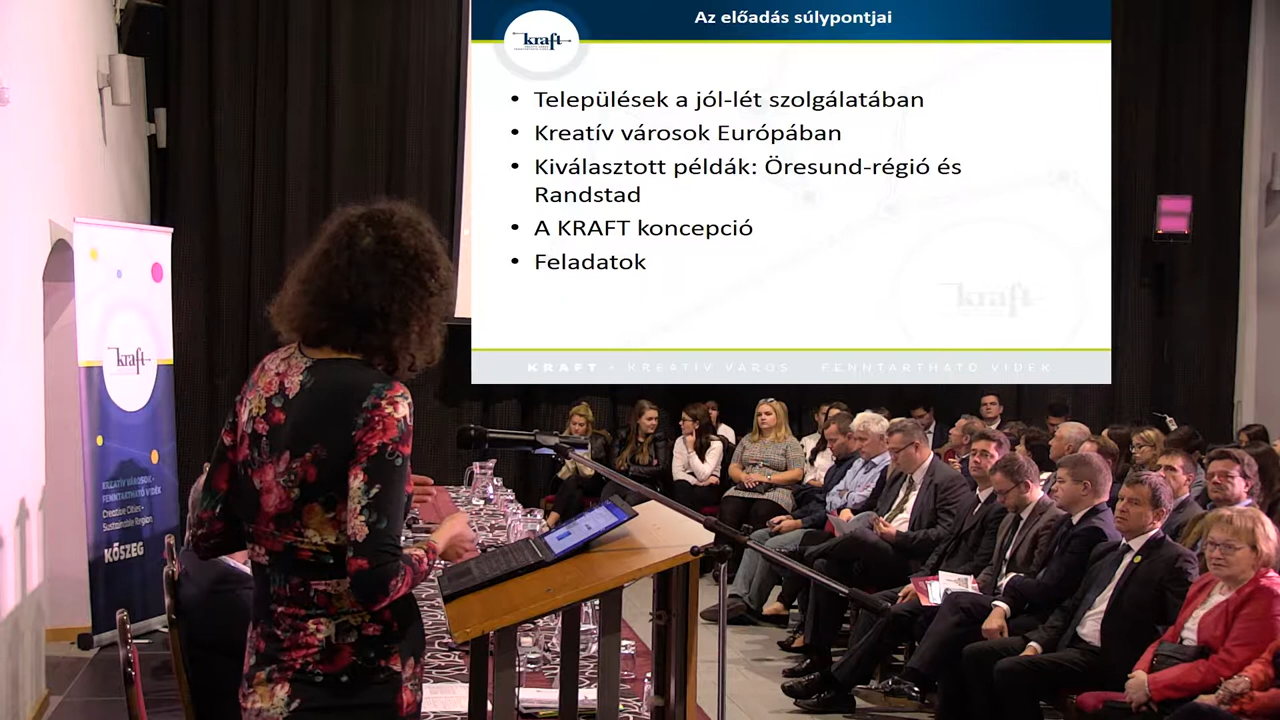 Az előadás súlypontjai
kraft
• Települések a jól-lét szolgálatában
• Kreatív városok Európában
• Kiválasztott példák: Öresund-régió és
Randstad
• A KRAFT koncepció
• Feladatok
kraft
KRAFT - KREATÍV VÁROS FENNTARTHATÓ VIDÉK
kraft
KREATÍV VÁROSOK -
FENNTARTHATÓ VIDÉK
Creative Cities -
Sustainable Region
KŐSZEG